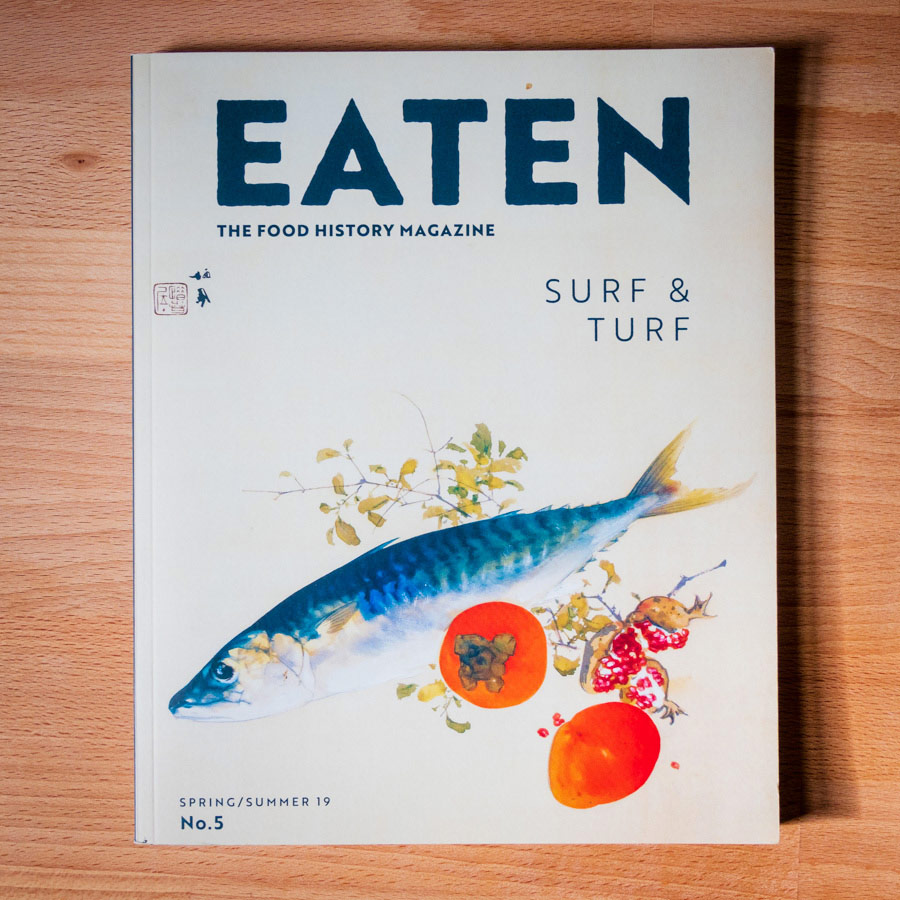 EATEN
THE FOOD HISTORY MAGAZINE
SURF &
TURF
SPRING/SUMMER 19
No.5